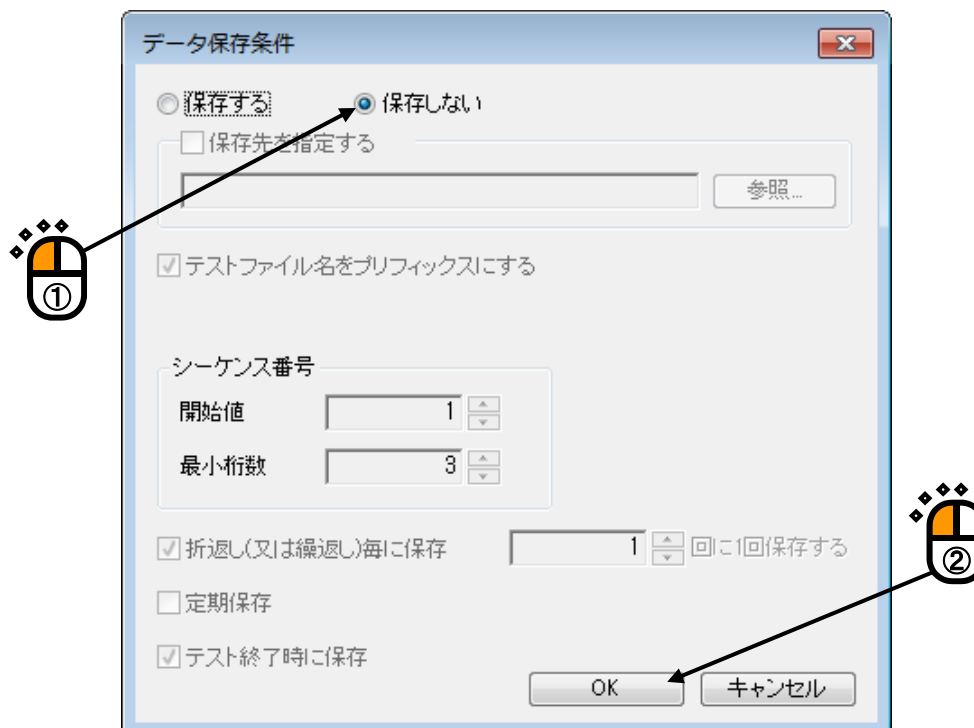 データ保存条件
保存する 保存しない
保存先を指定する
参照...
①
テストファイル名をプリフィックスにする
シーケンス番号
開始値 1
最小桁数 3
折返し(又は繰返し)毎に保存 1 回に1回保存する
②
定期保存
テスト終了時に保存
OK キャンセル